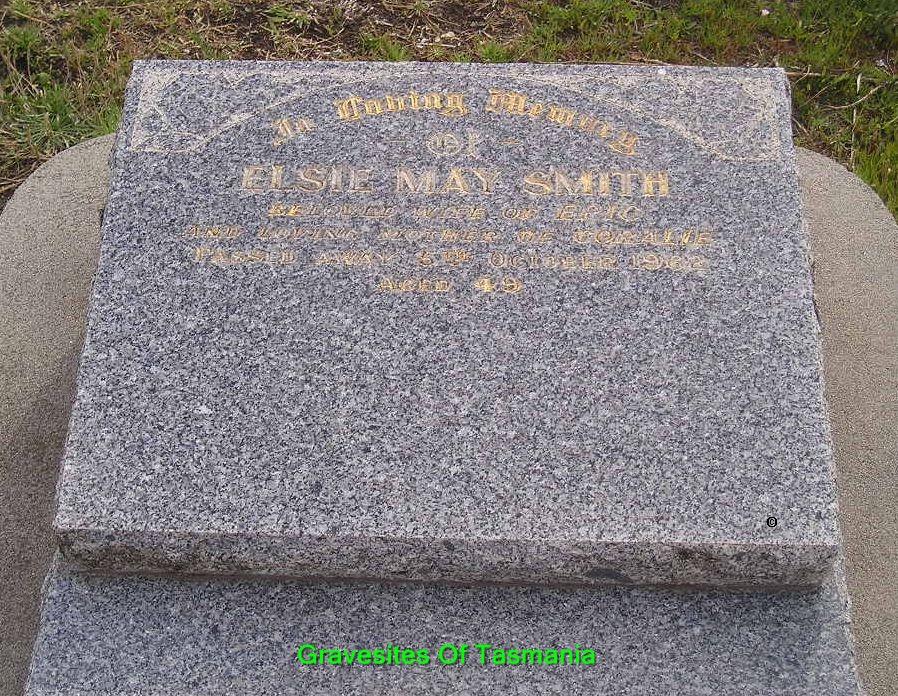 In Loving Memory
Of
ELSIE MAY SMITH
BELOVED WIFE OF ERIC
AND LOVING MOTHER OF CORALIE
PASSED AWAY 5TH OCTOBER 1962
AGED 49
Gravesites Of Tasmania